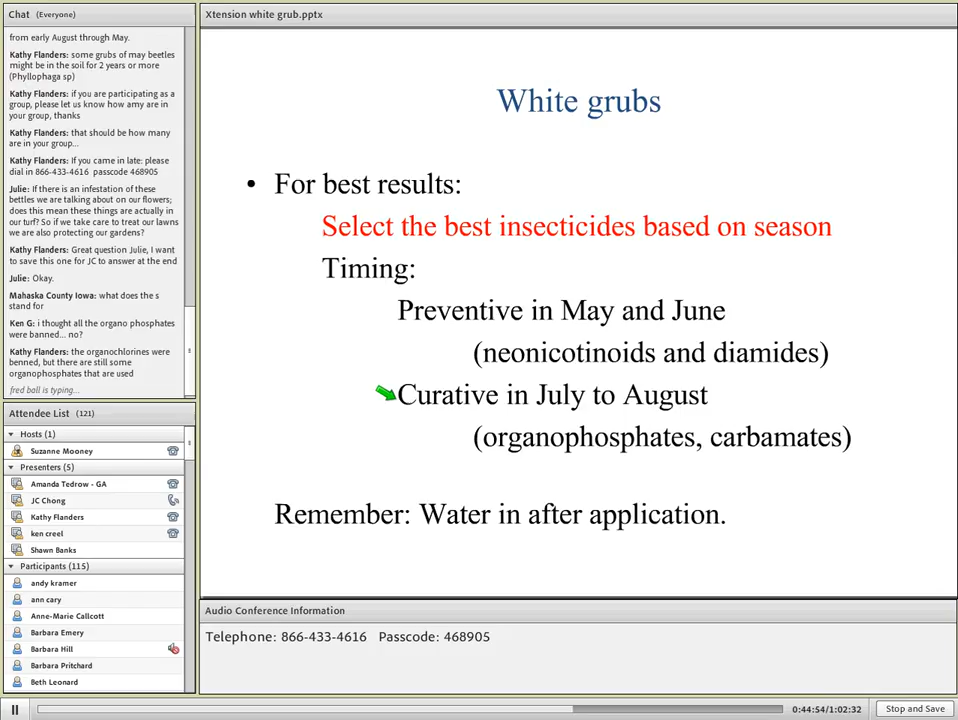 Chat (Everyone)
from early August through May.
Kathy Flanders: some grubs of may beetles
might be in the soil for 2 years or more
(Phyllophaga sp)
Kathy Flanders: if you are participating as a
group, please let us know how amy are in
your group, thanks
Kathy Flanders: that should be how many
are in your group...
Kathy Flanders: If you came in late: please
dial in 866-433-4616 passcode 468905
Julie: If there is an infestation of these
bettles we are talking about on our flowers;
does this mean these things are actually in
our turf? So if we take care to treat our lawns
we are also protecting our gardens?
Kathy Flanders: Great question Julie, I want
to save this one for JC to answer at the end
Julie: Okay.
Mahaska County Iowa: what does the s
stand for
Ken G: i thought all the organo phosphates
were banned... no?
Kathy Flanders: the organochlorines were
benned, but there are still some
organophosphates that are used
fred ball is typing...
Attendee List (121)
Hosts (1)
Suzanne Mooney
Presenters (5)
Amanda Tedrow - GA
JC Chong
Kathy Flanders
ken creel
Shawn Banks
Participants (115)
andy kramer
ann cary
Anne-Marie Callcott
Barbara Emery
Barbara Hill
Barbara Pritchard
Beth Leonard
Xtension white grub.pptx
White grubs
• For best results:
Select the best insecticides based on season
Timing:
Preventive in May and June
(neonicotinoids and diamides)
Curative in July to August
(organophosphates, carbamates)
Remember: Water in after application.
Audio Conference Information
Telephone: 866-433-4616 Passcode: 468905
0:44:54/1:02:32
Stop and Save